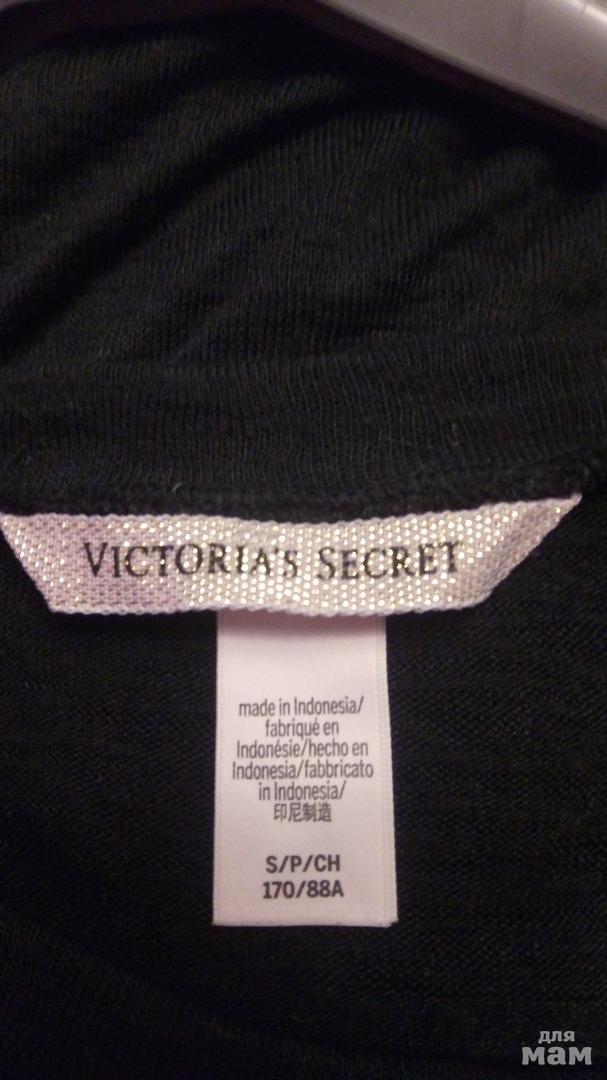 VICTORIA'S SECRET
made in Indonesia/
fabriqué en
Indonésie/hecho en
Indonesia/fabbricato
in Indonesia/
印尼制造
S/P/CH
170/88A
для
мам